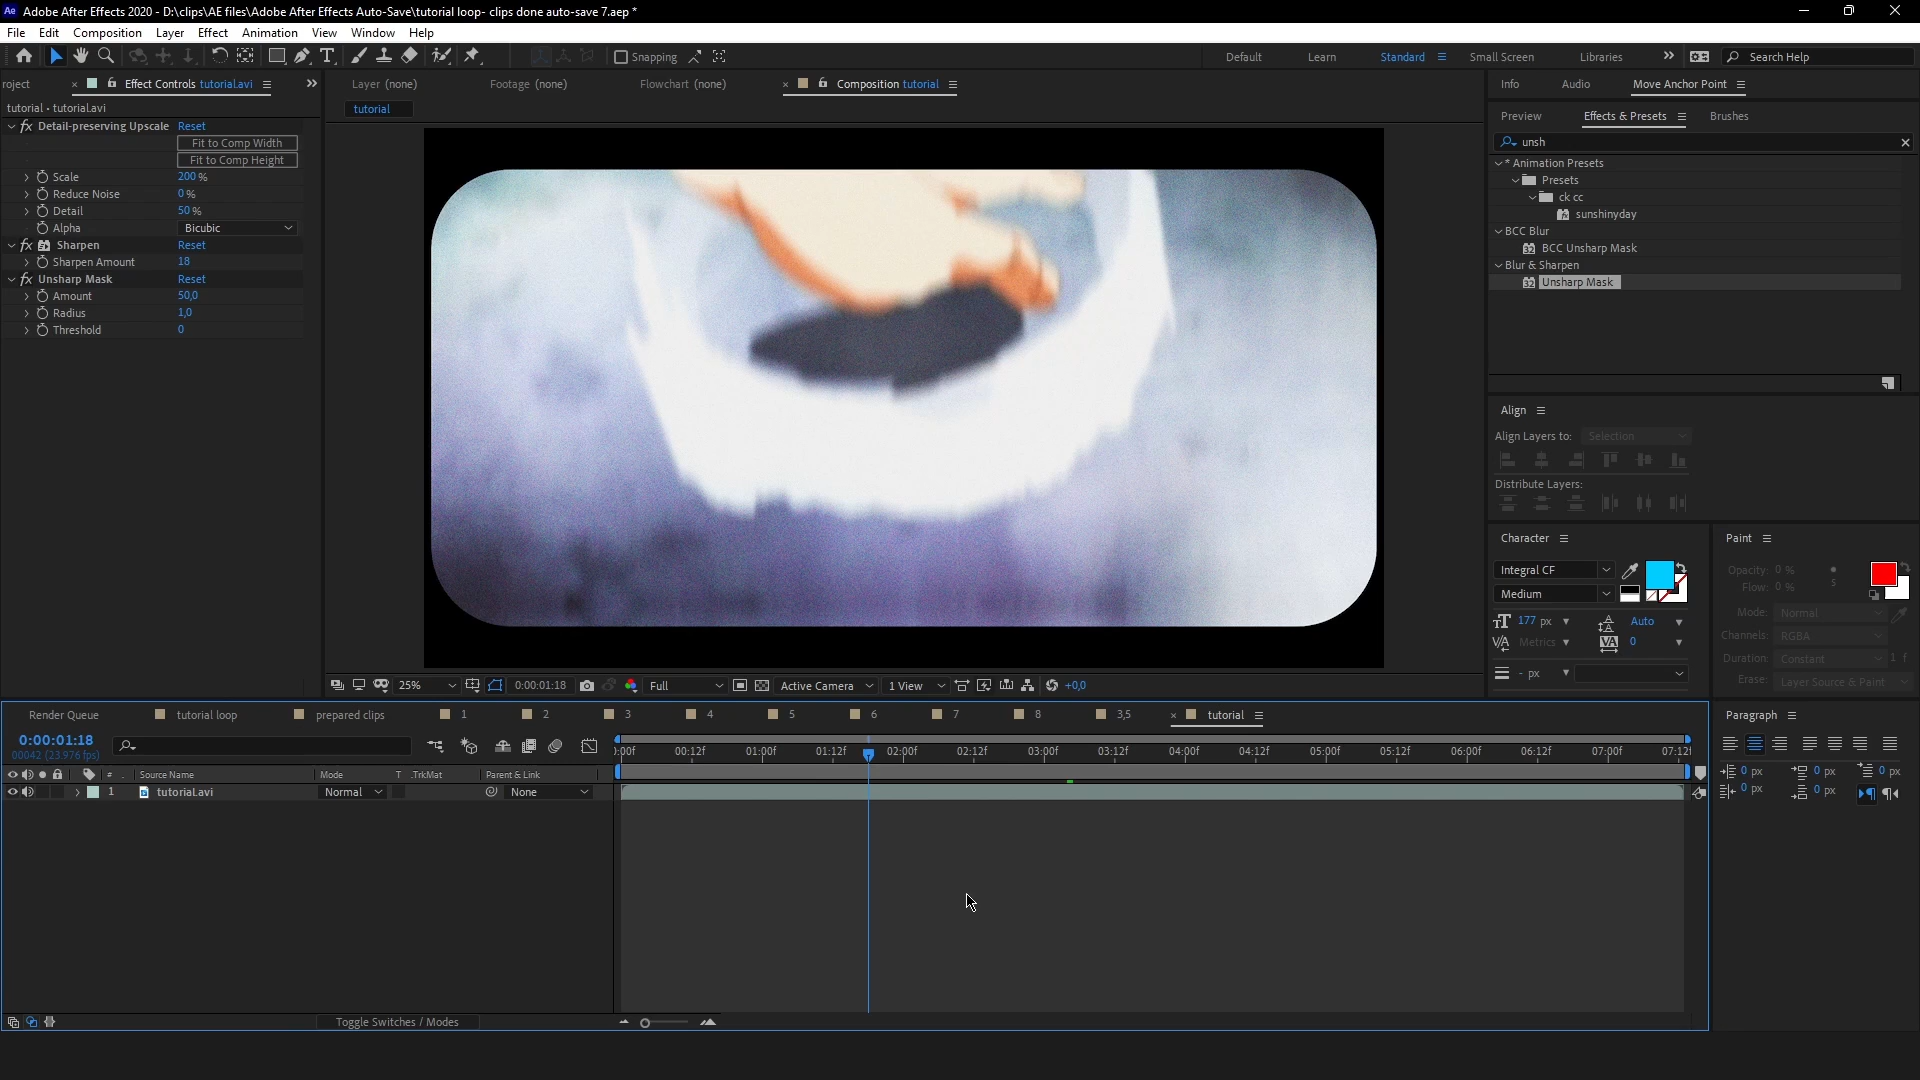 Ae Adobe After Effects 2020 - D:\clips\AE files\Adobe After Effects Auto-Save\tutorial loop- clips done auto-save 7.aep *
File Edit Composition Layer Effect Animation View Window Help
Snapping Default Learn Standard Small Screen Libraries Search Help
roject Effect Controls tutorial.avi
Layer (none) Footage (none) Flowchart (none) Composition tutorial
Info Audio Move Anchor Point
tutorial • tutorial.avi
tutorial
Preview Effects & Presets Brushes
fx Detail-preserving Upscale Reset
Fit to Comp Width
Fit to Comp Height
Scale 200 %
Reduce Noise 0 %
Detail 50 %
Alpha Bicubic
fx Sharpen Reset
Sharpen Amount 18
fx Unsharp Mask Reset
Amount 50,0
Radius 1,0
Threshold 0
unsh
* Animation Presets
Presets
ck cc
sunshinyday
BCC Blur
32 BCC Unsharp Mask
Blur & Sharpen
32 Unsharp Mask
Align
Align Layers to: Selection
Distribute Layers:
Character
Integral CF
Medium
177 px Auto
Metrics 0
- px
Paint
Opacity: 0 %
Flow: 0 %
Mode: Normal
Channels: RGBA
Duration: Constant 1 f
Erase: Layer Source & Paint
25% 0:00:01:18 Full Active Camera 1 View +0,0
Render Queue tutorial loop prepared clips 1 2 3 4 5 6 7 8 3,5 tutorial
0:00:01:18
00042 (23.976 fps)
:00f 00:12f 01:00f 01:12f 02:00f 02:12f 03:00f 03:12f 04:00f 04:12f 05:00f 05:12f 06:00f 06:12f 07:00f 07:12f
# Source Name Mode T .TrkMat Parent & Link
1 tutorial.avi Normal None
Toggle Switches / Modes
Paragraph
0 px 0 px 0 px
0 px 0 px